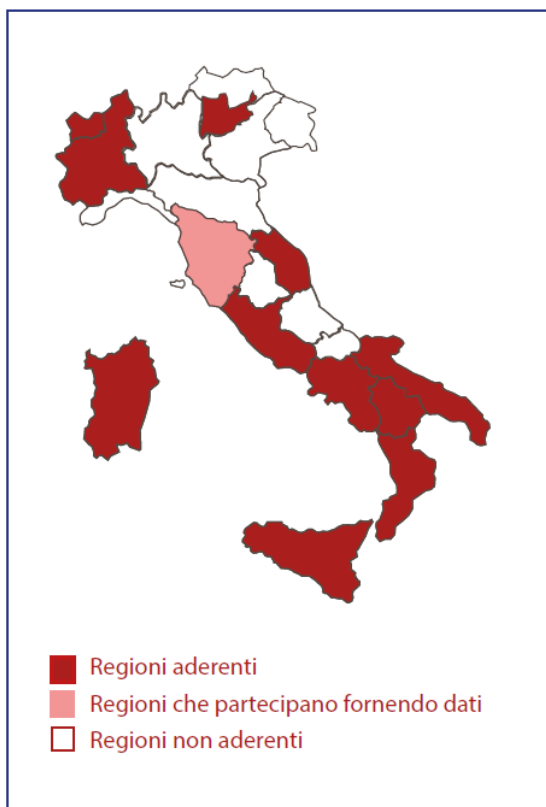 Regioni aderenti
Regioni che partecipano fornendo dati
Regioni non aderenti